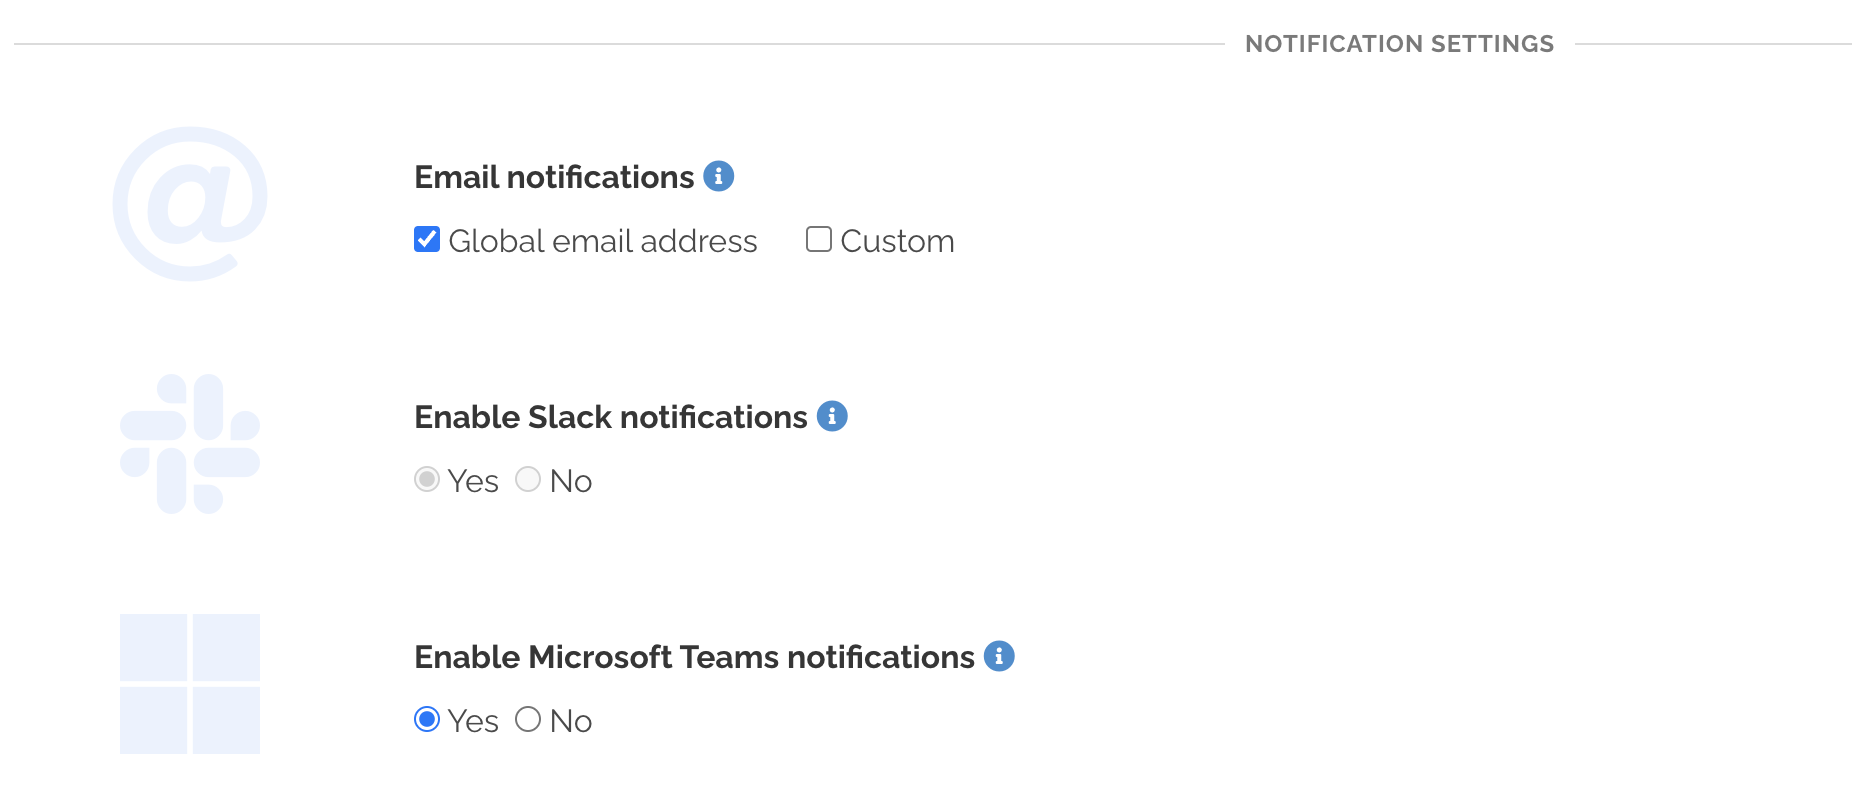 NOTIFICATION SETTINGS
Email notifications
Global email address Custom
Enable Slack notifications
Yes No
Enable Microsoft Teams notifications
Yes No